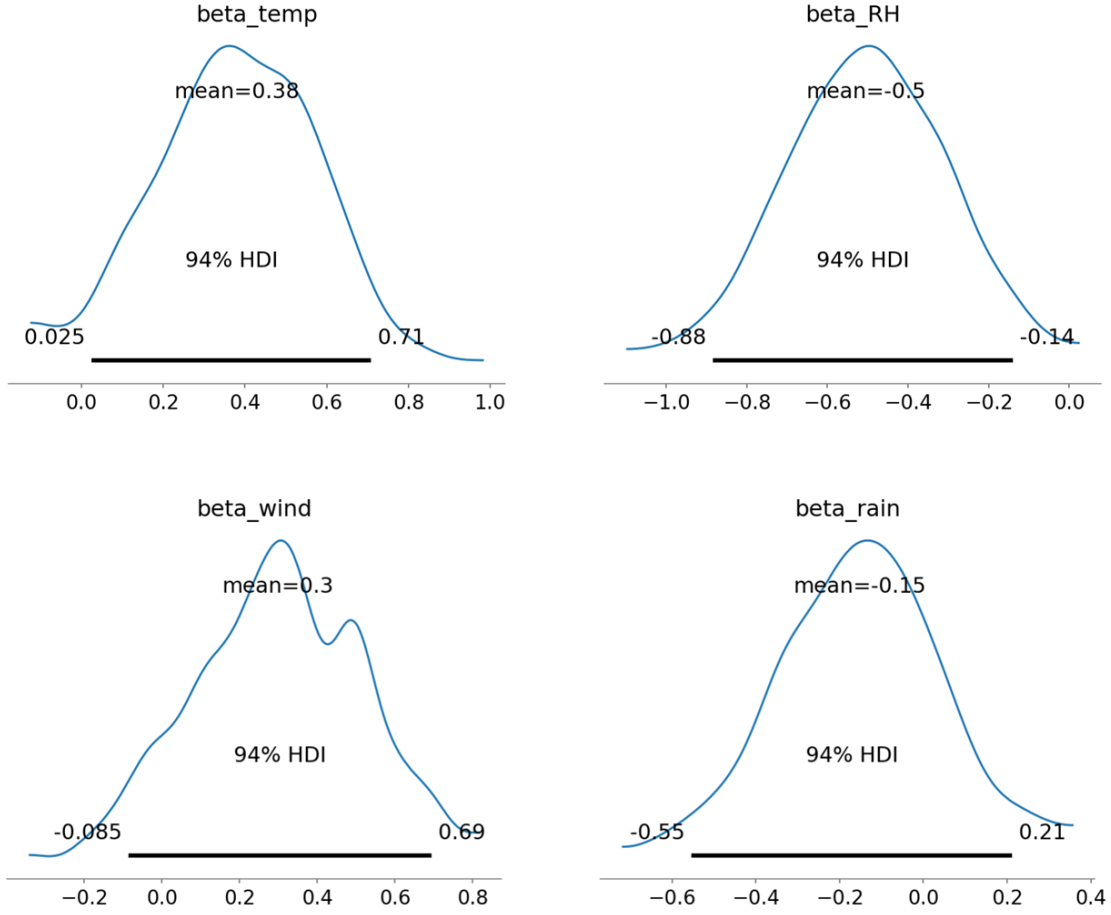 beta_temp
mean=0.38
94% HDI
0.025 0.71
0.0 0.2 0.4 0.6 0.8 1.0
beta_RH
mean=-0.5
94% HDI
-0.88 -0.14
−1.0 −0.8 −0.6 −0.4 −0.2 0.0
beta_wind
mean=0.3
94% HDI
-0.085 0.69
−0.2 0.0 0.2 0.4 0.6 0.8
beta_rain
mean=-0.15
94% HDI
-0.55 0.21
−0.6 −0.4 −0.2 0.0 0.2 0.4